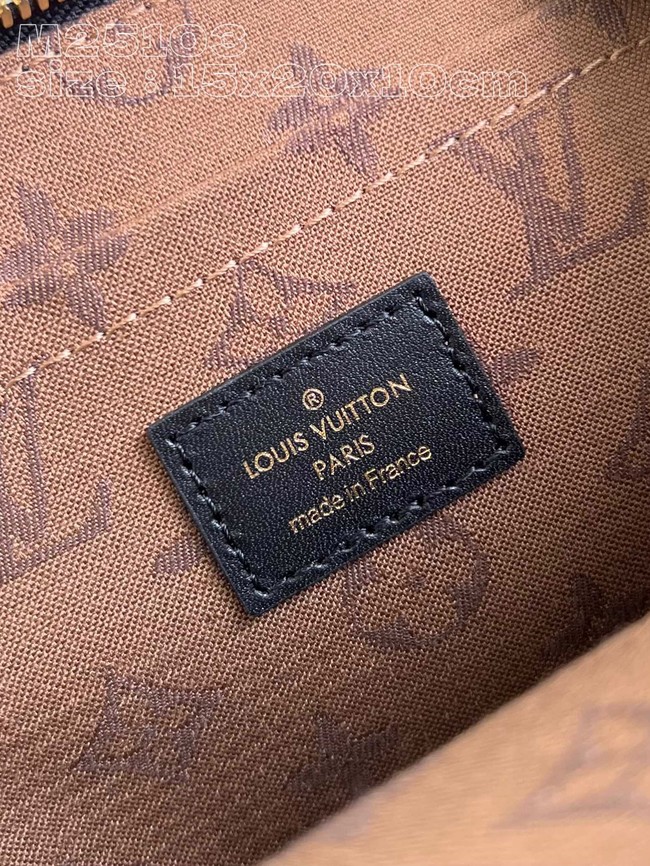 M25103
size :15x20x10cm
®
LOUIS VUITTON
PARIS
made in France